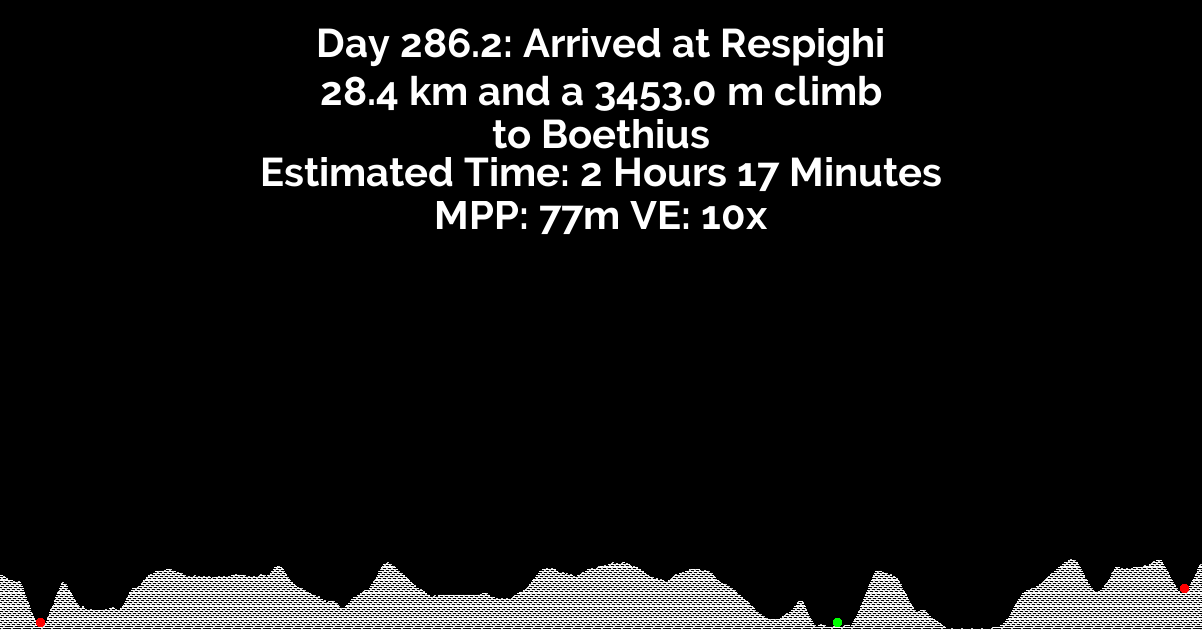 Day 286.2: Arrived at Respighi
28.4 km and a 3453.0 m climb
to Boethius
Estimated Time: 2 Hours 17 Minutes
MPP: 77m VE: 10x